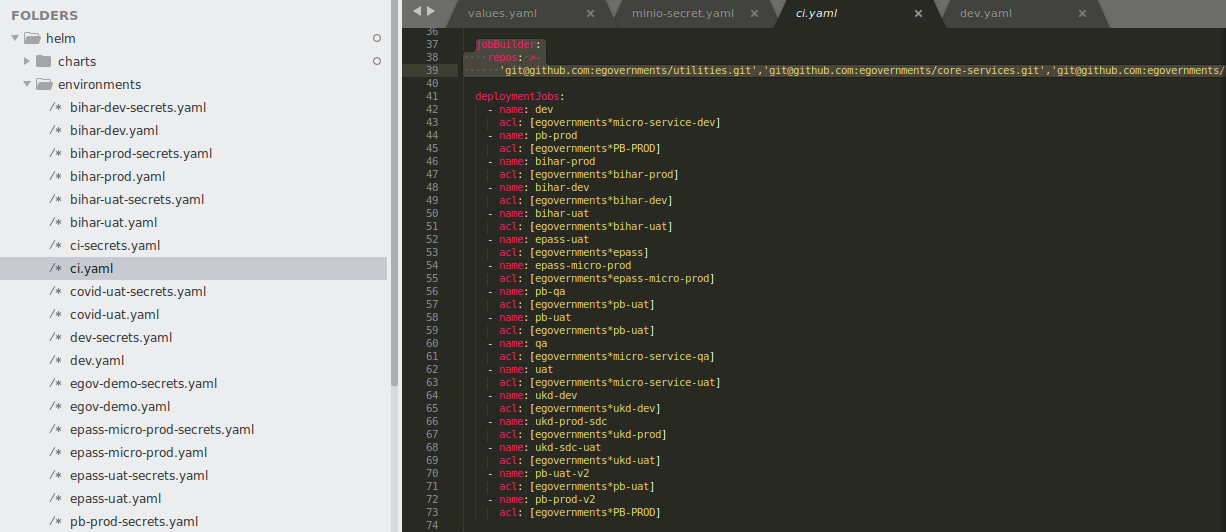 FOLDERS
helm
charts
environments
/* bihar-dev-secrets.yaml
/* bihar-dev.yaml
/* bihar-prod-secrets.yaml
/* bihar-prod.yaml
/* bihar-uat-secrets.yaml
/* bihar-uat.yaml
/* ci-secrets.yaml
/* ci.yaml
/* covid-uat-secrets.yaml
/* covid-uat.yaml
/* dev-secrets.yaml
/* dev.yaml
/* egov-demo-secrets.yaml
/* egov-demo.yaml
/* epass-micro-prod-secrets.yaml
/* epass-micro-prod.yaml
/* epass-uat-secrets.yaml
/* epass-uat.yaml
/* pb-prod-secrets.yaml
values.yaml × minio-secret.yaml × ci.yaml × dev.yaml ×
36
37 jobBuilder:
38 repos: >-
39 'git@github.com:egovernments/utilities.git','git@github.com:egovernments/core-services.git','git@github.com:egovernments/
40
41 deploymentJobs:
42 - name: dev
43 acl: [egovernments*micro-service-dev]
44 - name: pb-prod
45 acl: [egovernments*PB-PROD]
46 - name: bihar-prod
47 acl: [egovernments*bihar-prod]
48 - name: bihar-dev
49 acl: [egovernments*bihar-dev]
50 - name: bihar-uat
51 acl: [egovernments*bihar-uat]
52 - name: epass-uat
53 acl: [egovernments*epass]
54 - name: epass-micro-prod
55 acl: [egovernments*epass-micro-prod]
56 - name: pb-qa
57 acl: [egovernments*pb-uat]
58 - name: pb-uat
59 acl: [egovernments*pb-uat]
60 - name: qa
61 acl: [egovernments*micro-service-qa]
62 - name: uat
63 acl: [egovernments*micro-service-uat]
64 - name: ukd-dev
65 acl: [egovernments*ukd-dev]
66 - name: ukd-prod-sdc
67 acl: [egovernments*ukd-prod]
68 - name: ukd-sdc-uat
69 acl: [egovernments*ukd-uat]
70 - name: pb-uat-v2
71 acl: [egovernments*pb-uat]
72 - name: pb-prod-v2
73 acl: [egovernments*PB-PROD]
74